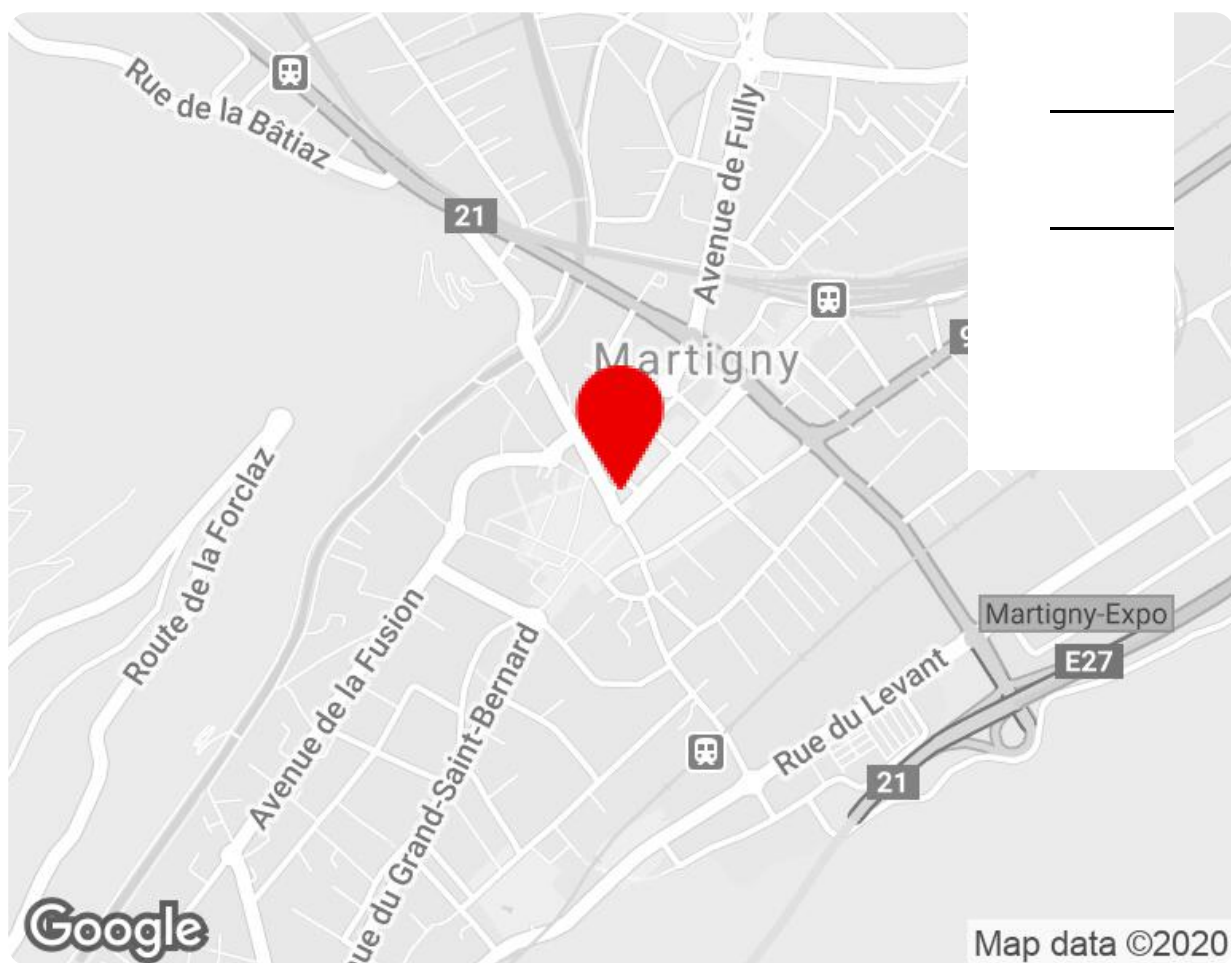 Rue de la Bâtiaz
Avenue de Fully
21
Martigny
9
Route de la Forclaz
Avenue de la Fusion
ue du Grand-Saint-Bernard
Martigny-Expo
E27
Rue du Levant
21
Google
Map data ©2020